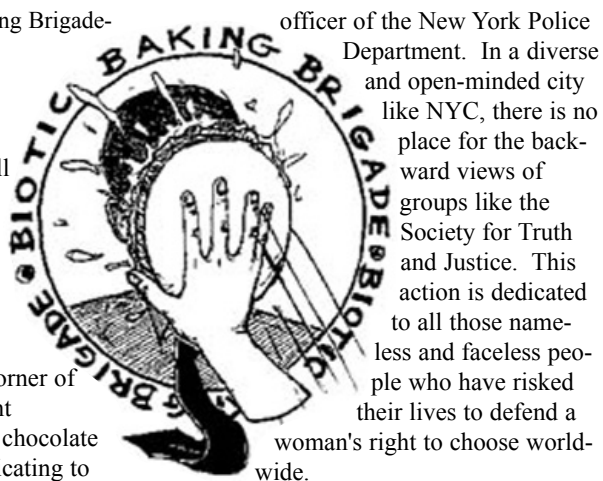 ng Brigade-
ll
orner of
nt
chocolate
icating to
BIOTIC BAKING BRIGADE BIOTIC
G BRIGADE
officer of the New York Police
Department. In a diverse
and open-minded city
like NYC, there is no
place for the back-
ward views of
groups like the
Society for Truth
and Justice. This
action is dedicated
to all those name-
less and faceless peo-
ple who have risked
their lives to defend a
woman's right to choose world-
wide.